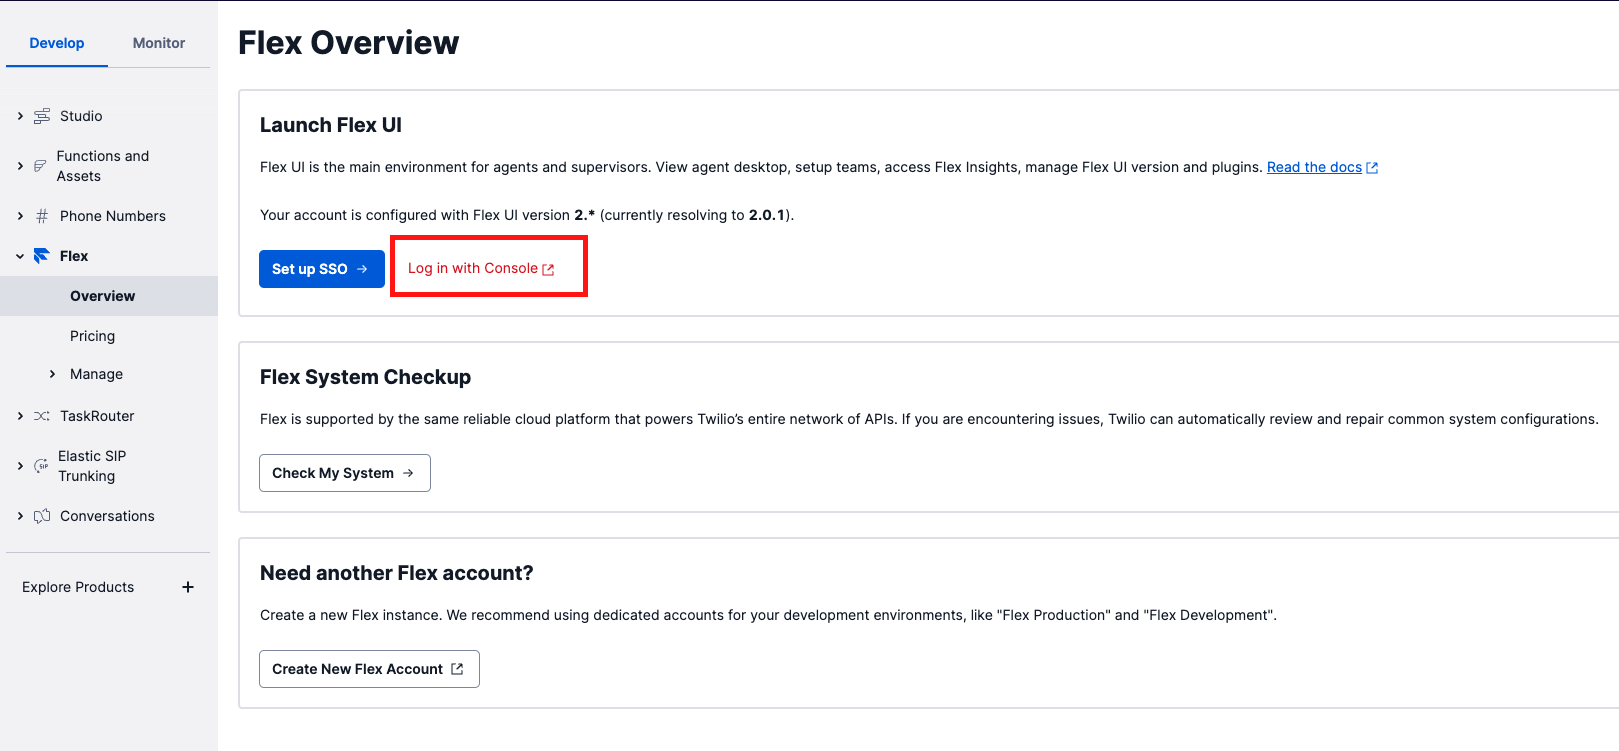 Develop
Monitor
Studio
Functions and
Assets
Phone Numbers
Flex
Overview
Pricing
Manage
TaskRouter
Elastic SIP
Trunking
SIP
Conversations
Explore Products +
Flex Overview
Launch Flex UI
Flex UI is the main environment for agents and supervisors. View agent desktop, setup teams, access Flex Insights, manage Flex UI version and plugins. Read the docs
Your account is configured with Flex UI version 2.* (currently resolving to 2.0.1).
Set up SSO →
Log in with Console
Flex System Checkup
Flex is supported by the same reliable cloud platform that powers Twilio’s entire network of APIs. If you are encountering issues, Twilio can automatically review and repair common system configurations.
Check My System →
Need another Flex account?
Create a new Flex instance. We recommend using dedicated accounts for your development environments, like "Flex Production" and "Flex Development".
Create New Flex Account